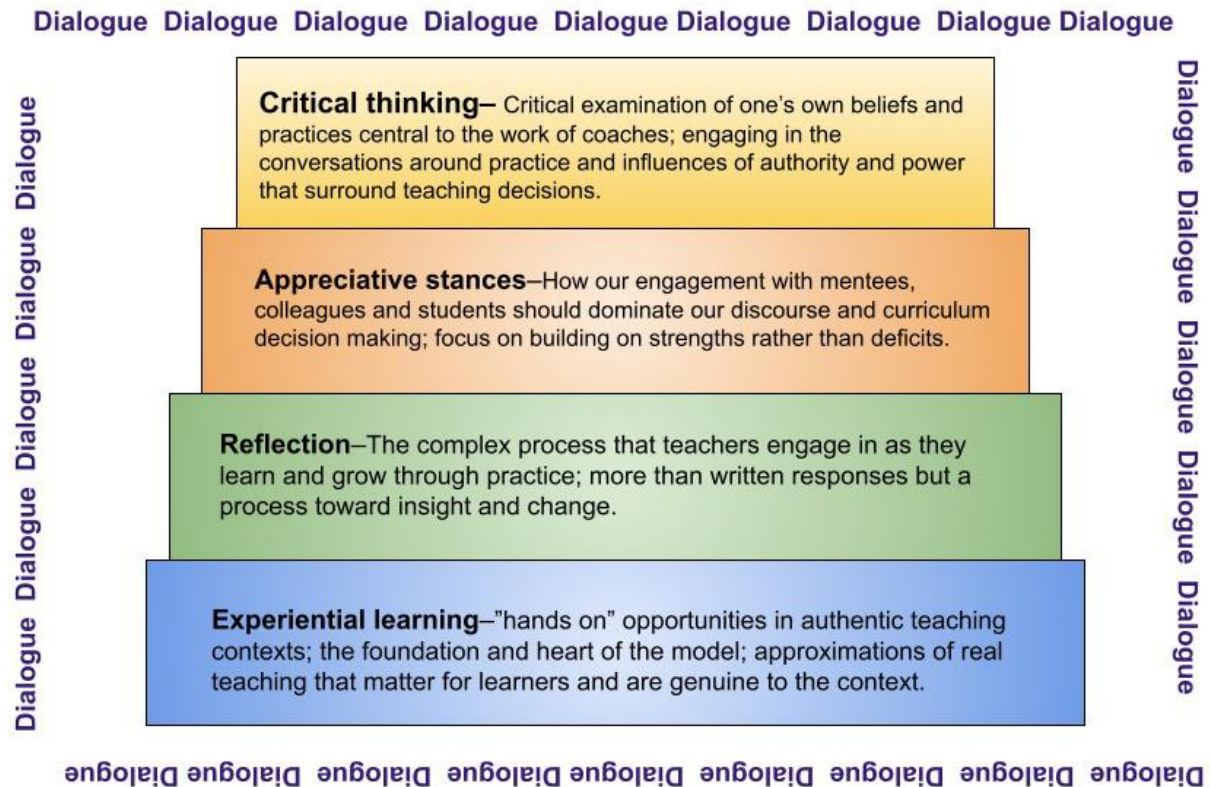 Dialogue Dialogue Dialogue Dialogue Dialogue Dialogue Dialogue Dialogue Dialogue
Critical thinking– Critical examination of one’s own beliefs and
practices central to the work of coaches; engaging in the
conversations around practice and influences of authority and power
that surround teaching decisions.
Appreciative stances–How our engagement with mentees,
colleagues and students should dominate our discourse and curriculum
decision making; focus on building on strengths rather than deficits.
Reflection–The complex process that teachers engage in as they
learn and grow through practice; more than written responses but a
process toward insight and change.
Experiential learning–”hands on” opportunities in authentic teaching
contexts; the foundation and heart of the model; approximations of real
teaching that matter for learners and are genuine to the context.
Dialogue Dialogue Dialogue Dialogue Dialogue
Dialogue Dialogue Dialogue Dialogue Dialogue
Dialogue Dialogue Dialogue Dialogue Dialogue Dialogue Dialogue Dialogue Dialogue